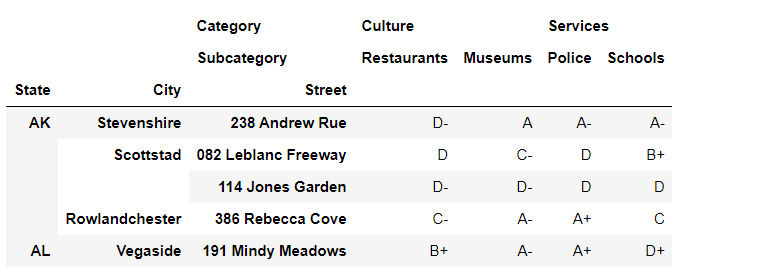 Category Culture Services
Subcategory Restaurants Museums Police Schools
State City Street
AK Stevenshire 238 Andrew Rue D- A A- A-
Scottstad 082 Leblanc Freeway D C- D B+
114 Jones Garden D- D- D D
Rowlandchester 386 Rebecca Cove C- A- A+ C
AL Vegaside 191 Mindy Meadows B+ A- A+ D+